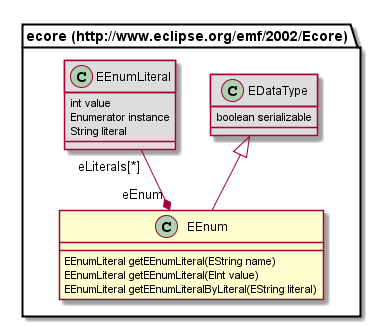 ecore (http://www.eclipse.org/emf/2002/Ecore)
C EEnumLiteral
int value
Enumerator instance
String literal
C EDataType
boolean serializable
eLiterals[*]
eEnum
C EEnum
EEnumLiteral getEEnumLiteral(EString name)
EEnumLiteral getEEnumLiteral(EInt value)
EEnumLiteral getEEnumLiteralByLiteral(EString literal)